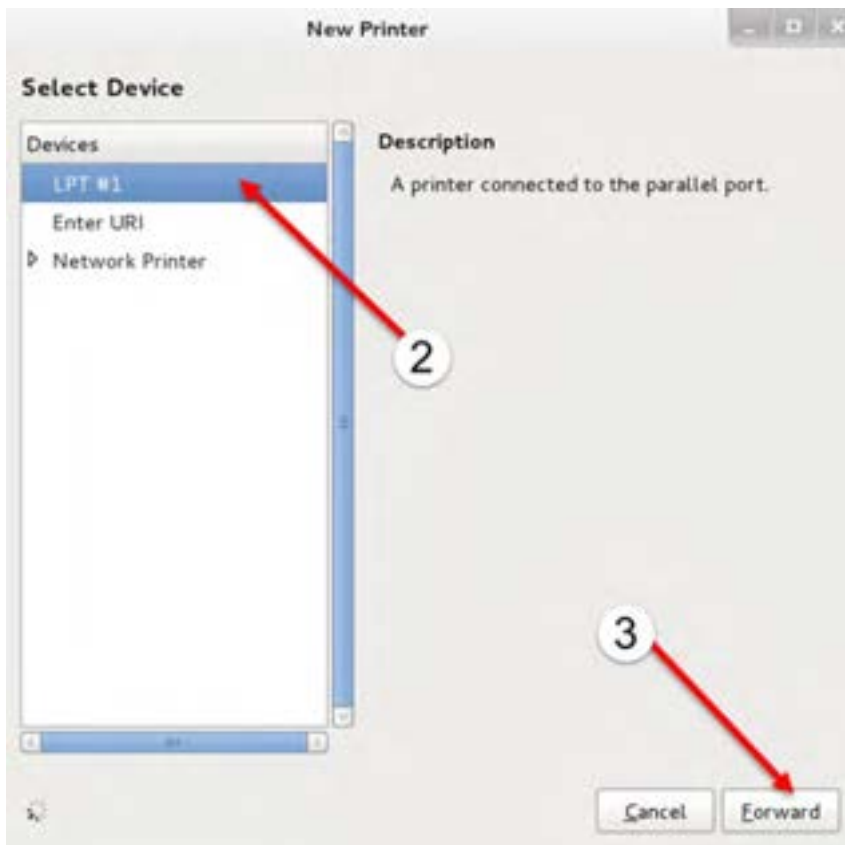 New Printer
Select Device
Devices
Description
LPT #1
A printer connected to the parallel port.
Enter URI
Network Printer
2
3
Cancel
Forward